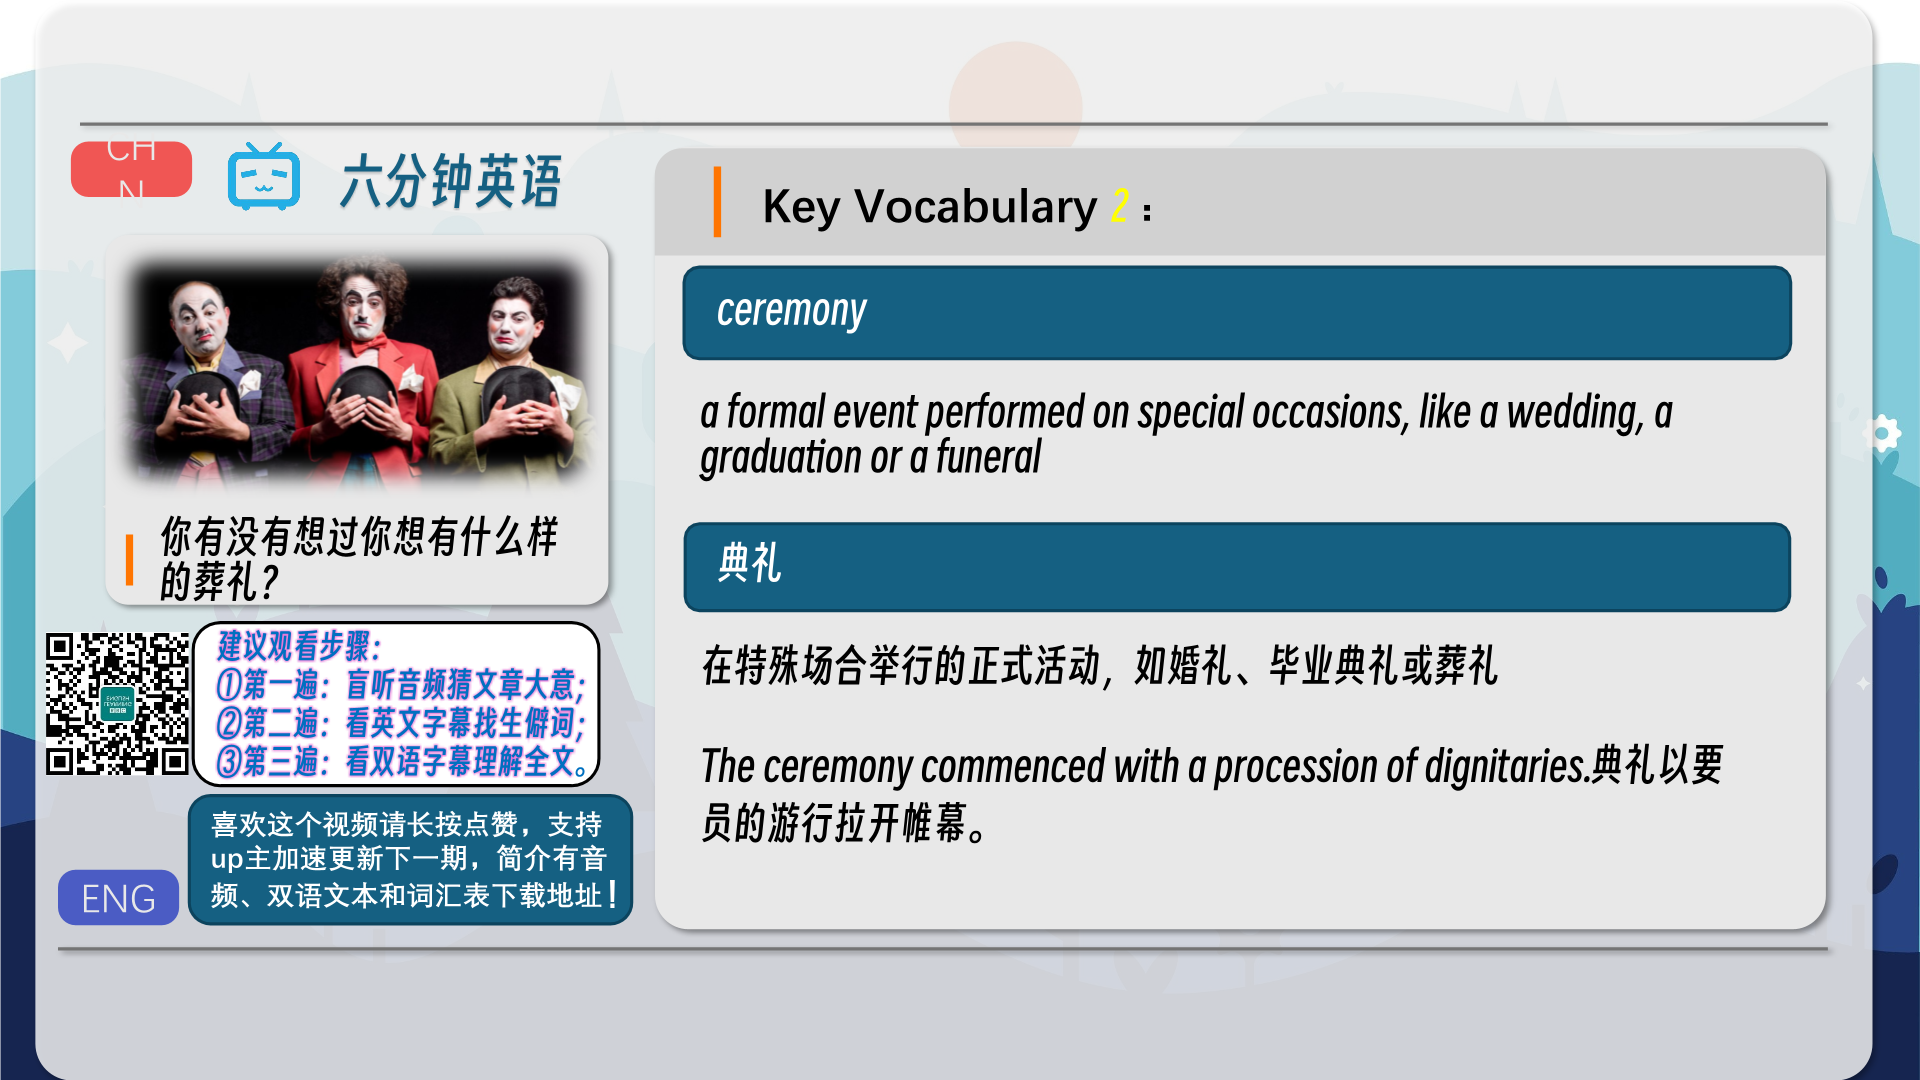 CH
N
六分钟英语
你有没有想过你想有什么样
的葬礼？
建议观看步骤：
①第一遍：盲听音频猜文章大意；
②第二遍：看英文字幕找生僻词；
③第三遍：看双语字幕理解全文。
喜欢这个视频请长按点赞，支持
up主加速更新下一期，简介有音
频、双语文本和词汇表下载地址！
ENG
Key Vocabulary 2：
ceremony
a formal event performed on special occasions, like a wedding, a
graduation or a funeral
典礼
在特殊场合举行的正式活动，如婚礼、毕业典礼或葬礼
The ceremony commenced with a procession of dignitaries.典礼以要
员的游行拉开帷幕。